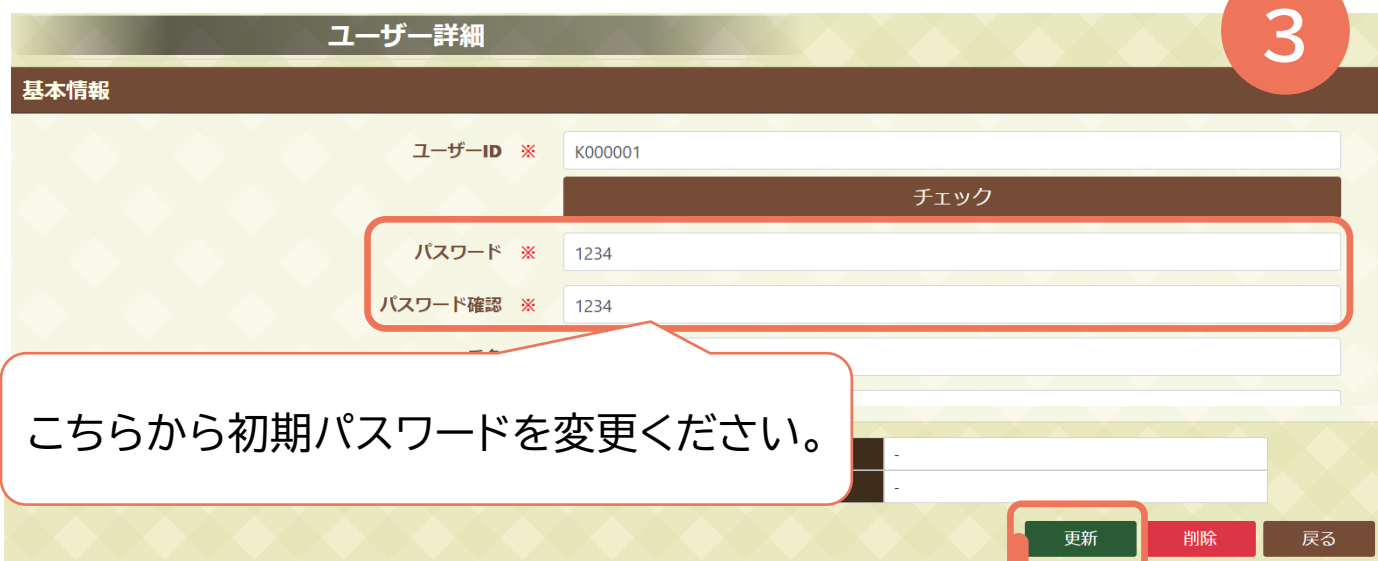 ユーザー詳細
3
基本情報
ユーザーID ※ K000001
チェック
パスワード ※ 1234
パスワード確認 ※ 1234
こちらから初期パスワードを変更ください。
-
-
更新 削除 戻る